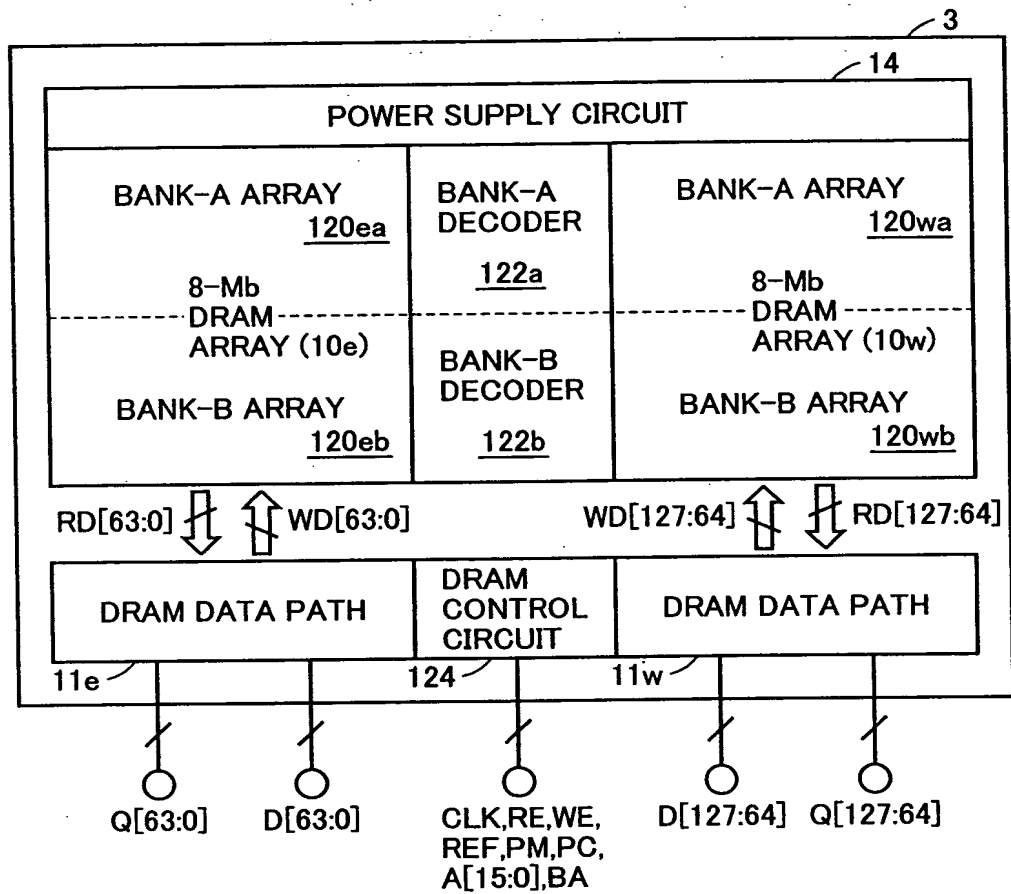 3
14
POWER SUPPLY CIRCUIT
BANK-A ARRAY
120ea
8-Mb
DRAM
ARRAY (10e)
BANK-B ARRAY
120eb
BANK-A
DECODER
122a
BANK-B
DECODER
122b
BANK-A ARRAY
120wa
8-Mb
DRAM
ARRAY (10w)
BANK-B ARRAY
120wb
RD[63:0]
WD[63:0]
WD[127:64]
RD[127:64]
DRAM DATA PATH
DRAM
CONTROL
CIRCUIT
DRAM DATA PATH
11e
124
11w
Q[63:0]
D[63:0]
CLK,RE,WE,
REF,PM,PC,
A[15:0],BA
D[127:64]
Q[127:64]